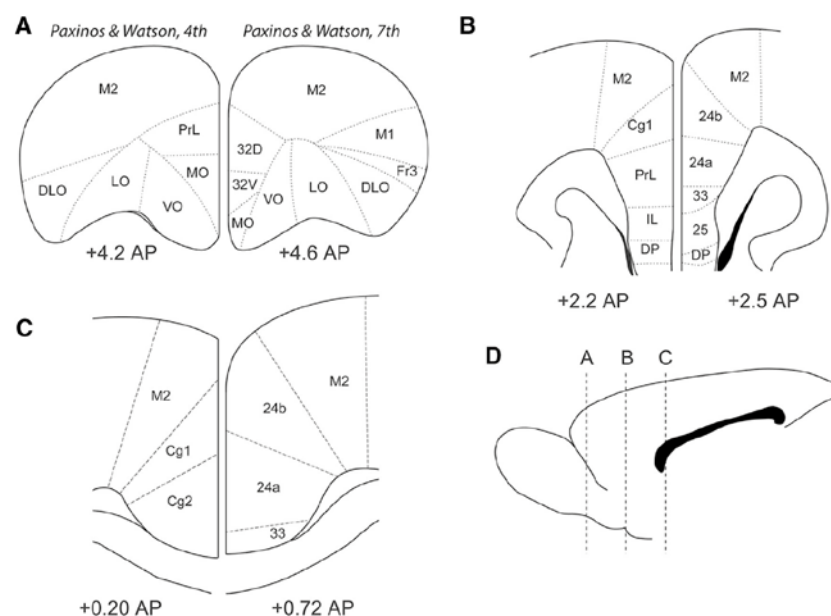 A
Paxinos & Watson, 4th
Paxinos & Watson, 7th
M2
PrL
MO
DLO
LO
VO
+4.2 AP
M2
M1
32D
Fr3
32V
VO
LO
DLO
MO
+4.6 AP
B
M2
Cg1
PrL
IL
DP
+2.2 AP
M2
24b
24a
33
25
DP
+2.5 AP
C
M2
Cg1
Cg2
+0.20 AP
M2
24b
24a
33
+0.72 AP
D
A B C